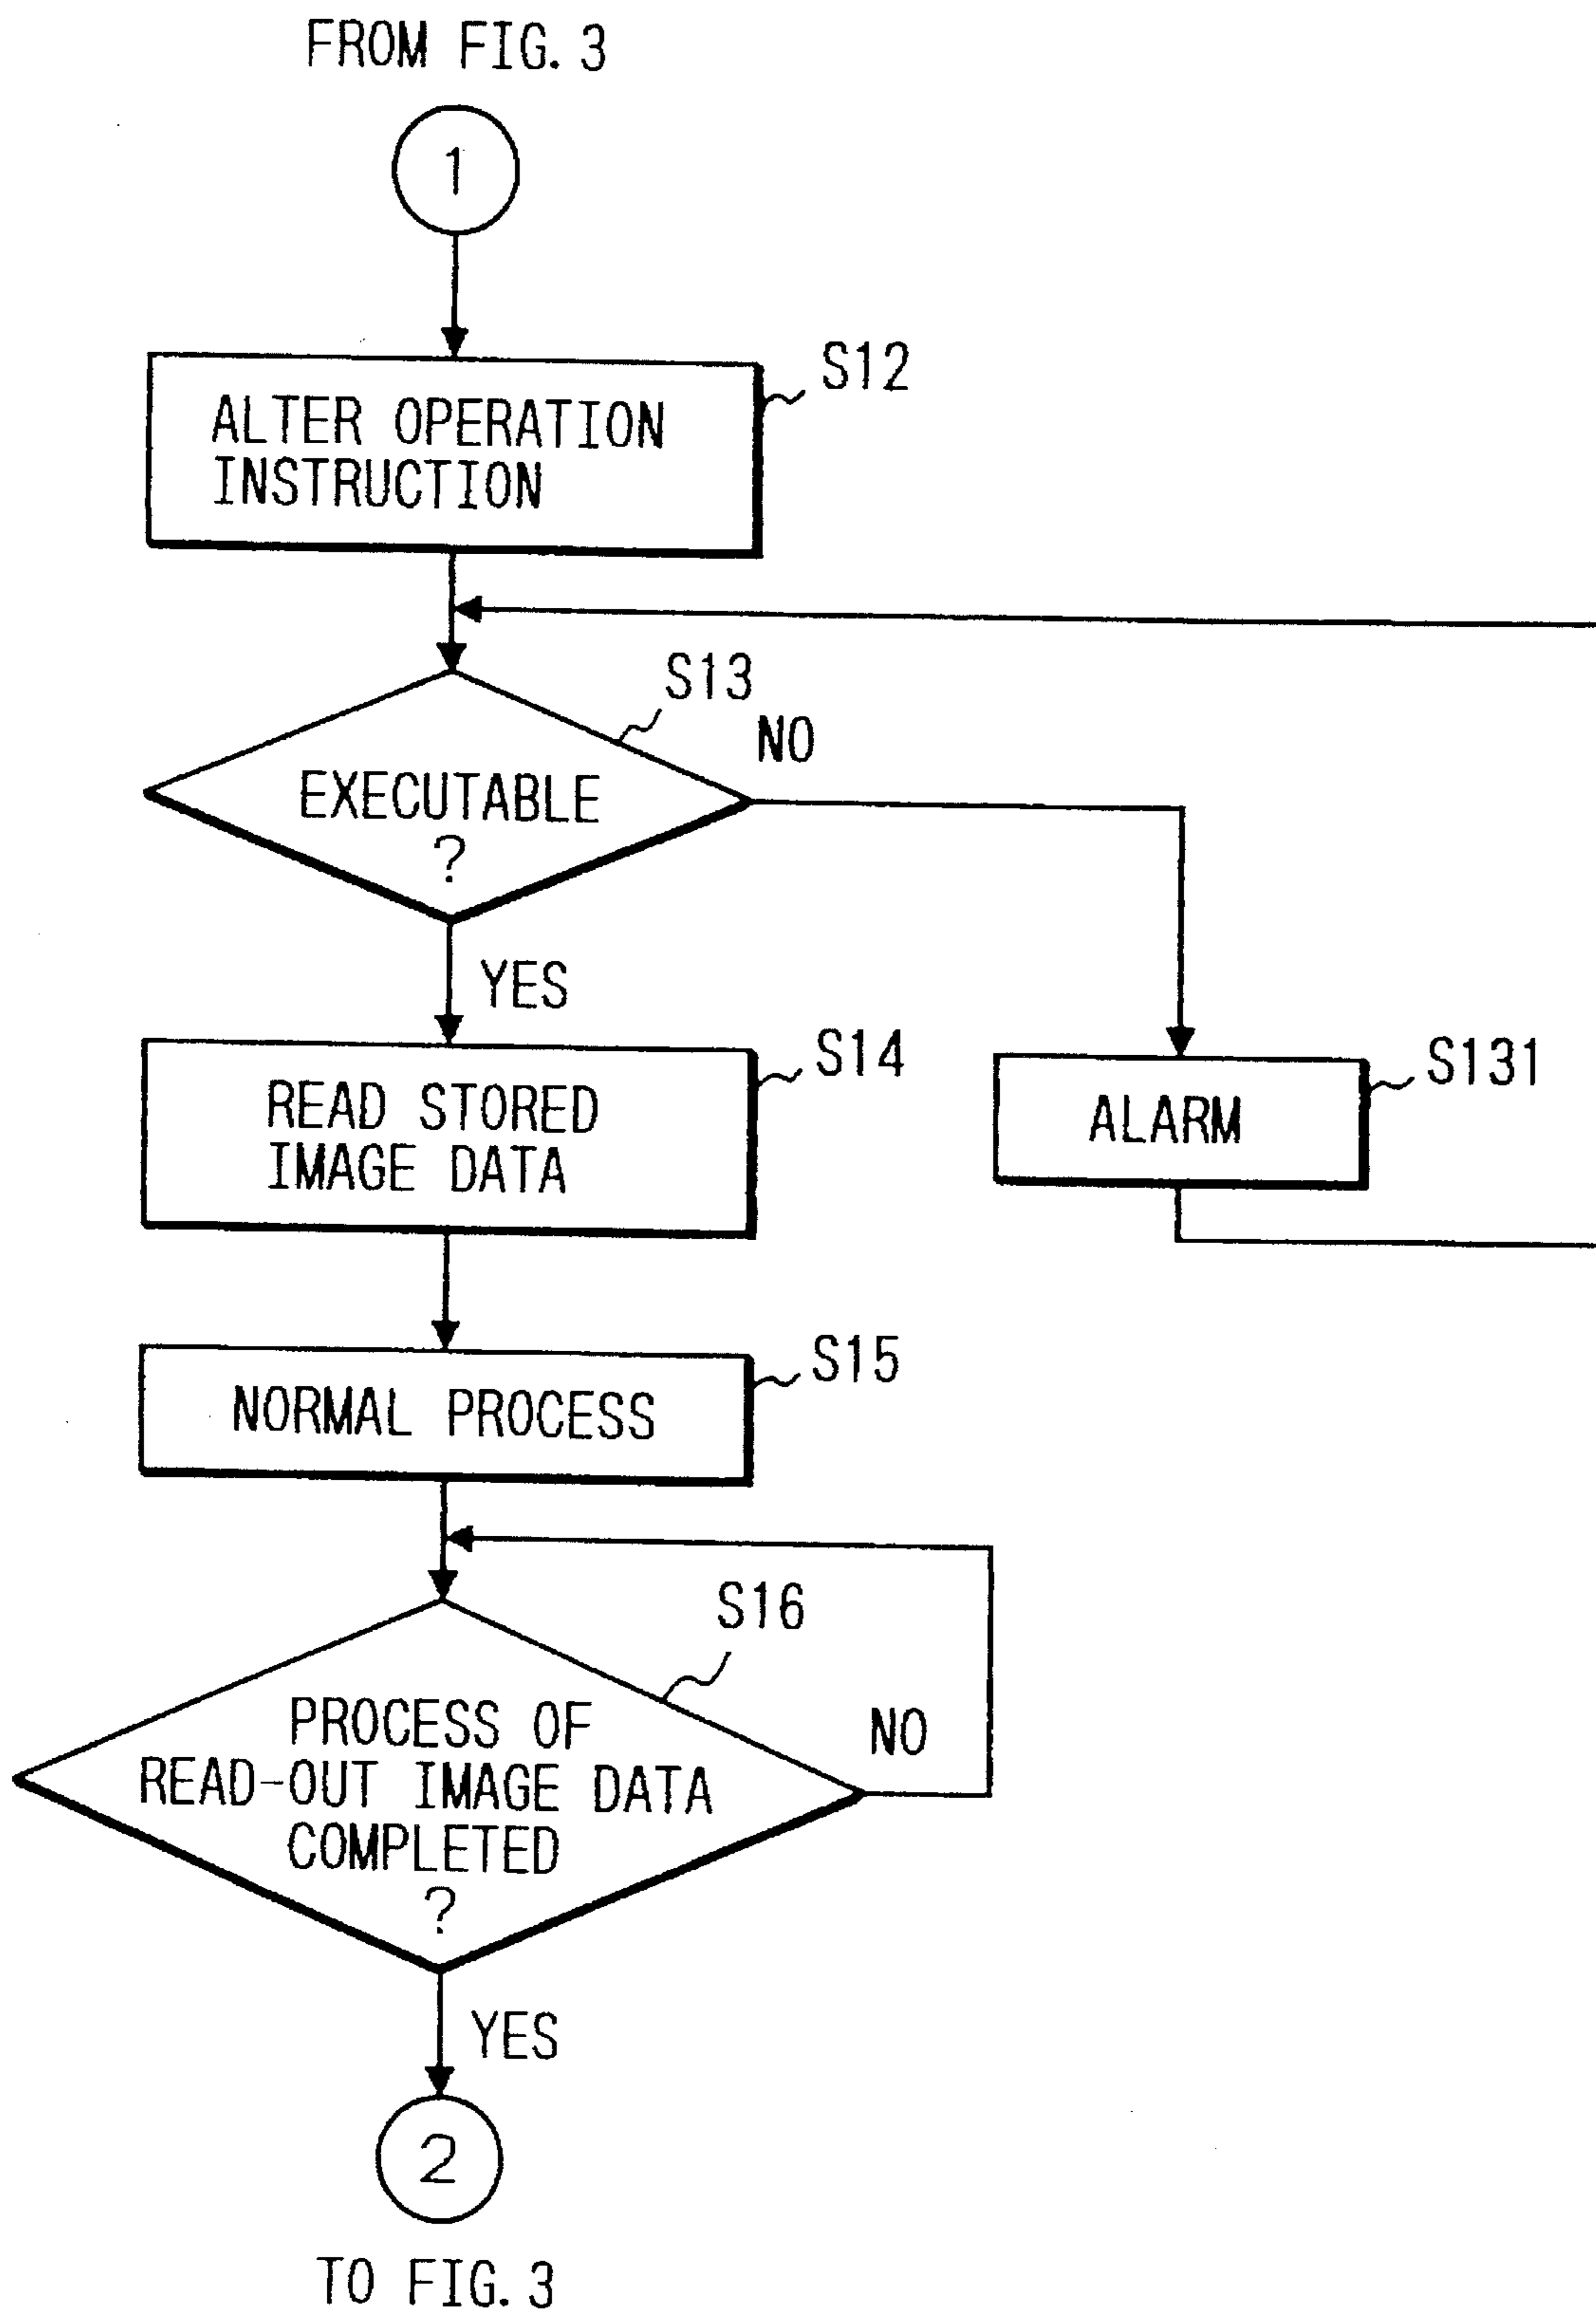 FROM FIG. 3
1
S12
ALTER OPERATION
INSTRUCTION
S13
NO
EXECUTABLE
?
YES
S14
READ STORED
IMAGE DATA
S131
ALARM
S15
NORMAL PROCESS
S16
PROCESS OF
READ-OUT IMAGE DATA
COMPLETED
?
NO
YES
2
TO FIG. 3